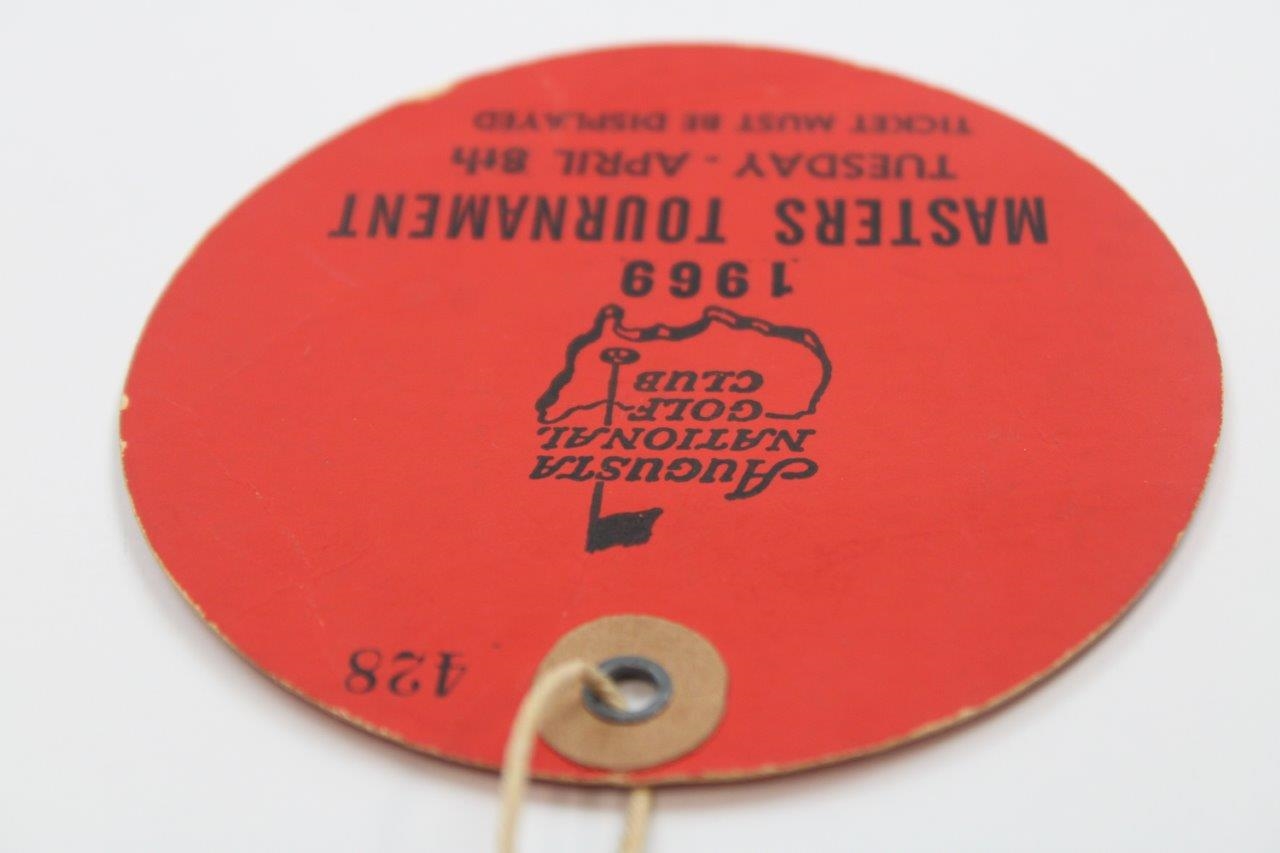 428
AUGUSTA
NATIONAL
GOLF
CLUB
1969
MASTERS TOURNAMENT
TUESDAY - APRIL 8th
TICKET MUST BE DISPLAYED